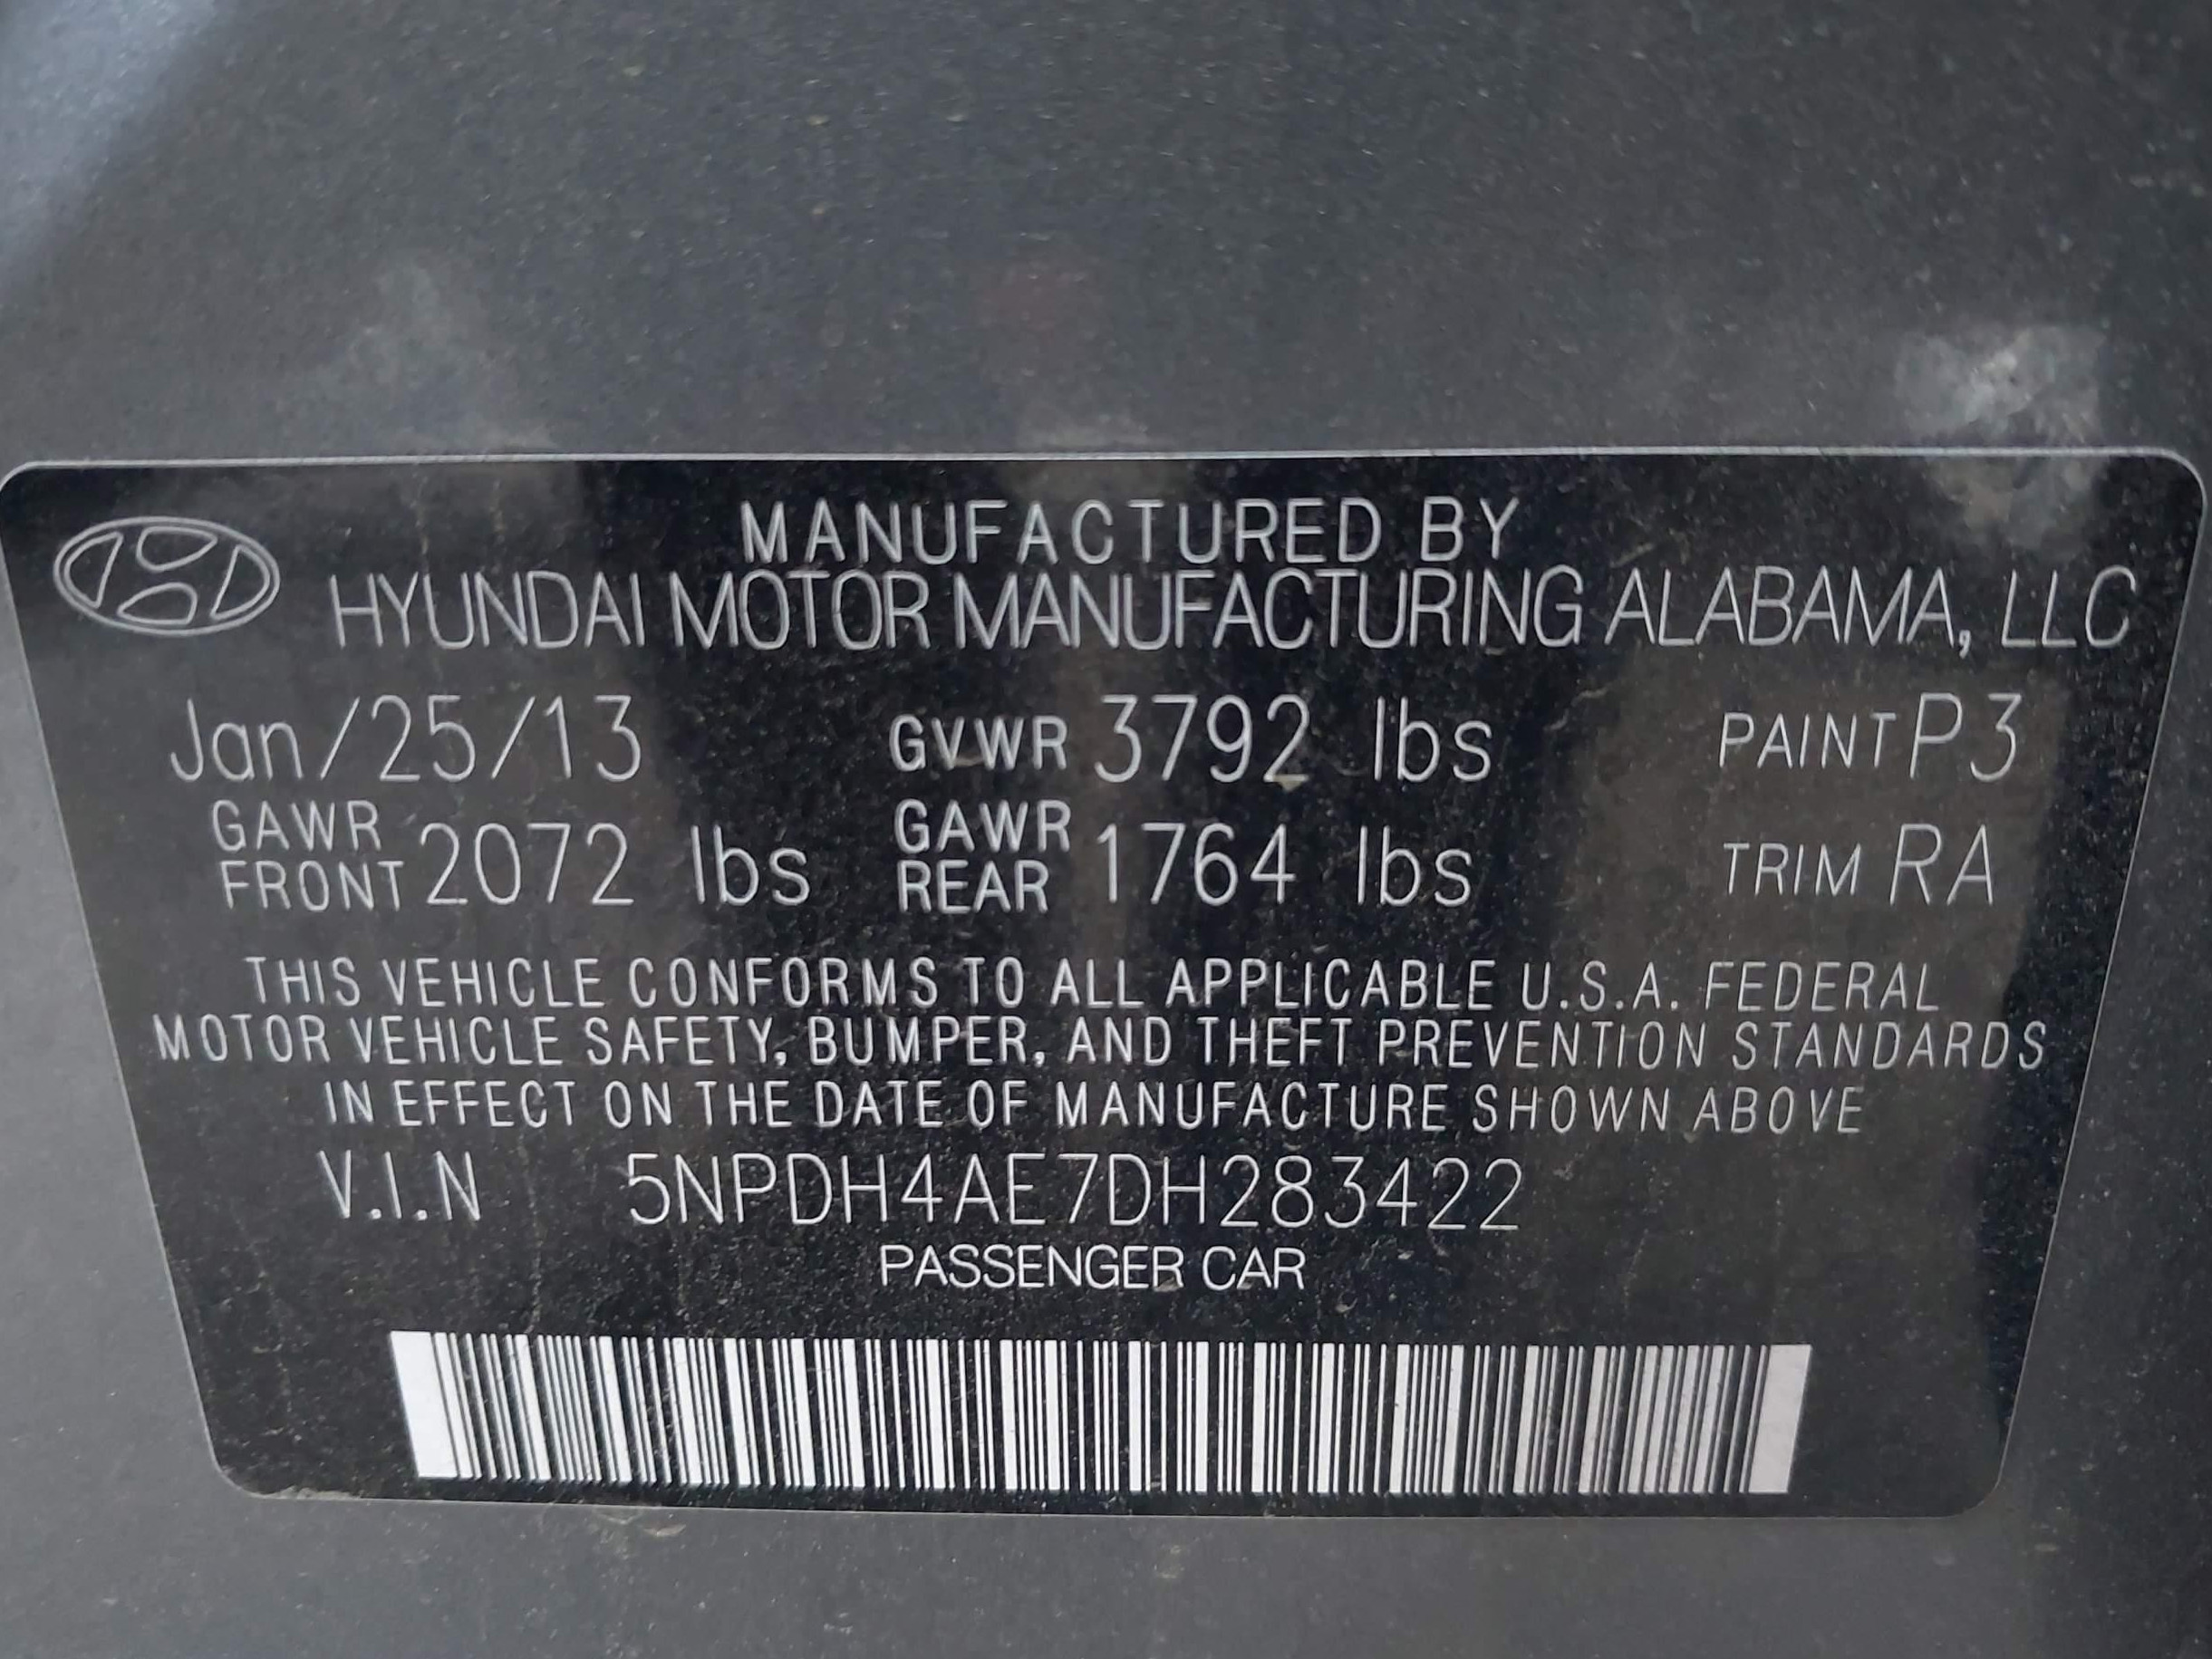 MANUFACTURED BY
HYUNDAI MOTOR MANUFACTURING ALABAMA, LLC
Jan/25/13 GVWR 3792 lbs PAINT P3
GAWR FRONT 2072 lbs GAWR REAR 1764 lbs TRIM RA
THIS VEHICLE CONFORMS TO ALL APPLICABLE U.S.A. FEDERAL
MOTOR VEHICLE SAFETY, BUMPER, AND THEFT PREVENTION STANDARDS
IN EFFECT ON THE DATE OF MANUFACTURE SHOWN ABOVE
V.I.N 5NPDH4AE7DH283422
PASSENGER CAR